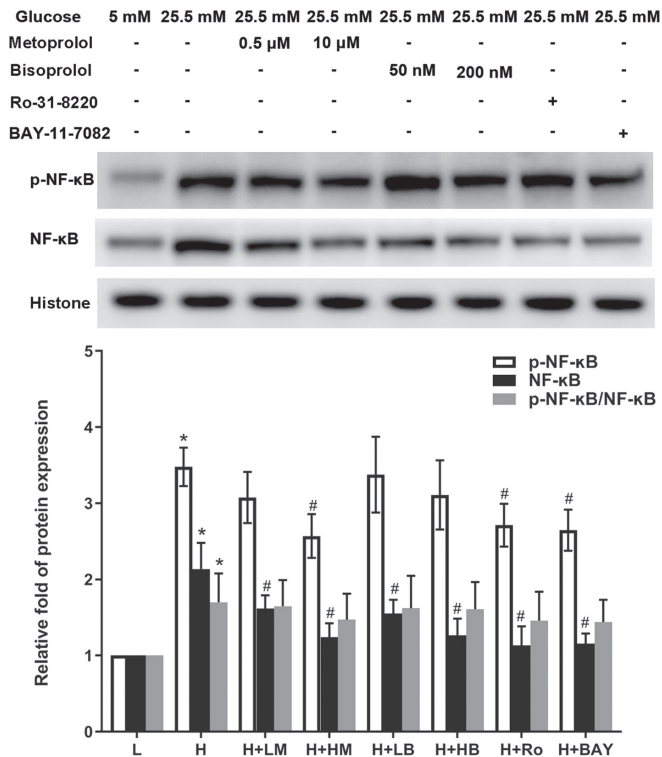 Glucose 5 mM 25.5 mM 25.5 mM 25.5 mM 25.5 mM 25.5 mM 25.5 mM 25.5 mM
Metoprolol - - 0.5 µM 10 µM - - - -
Bisoprolol - - - - 50 nM 200 nM - -
Ro-31-8220 - - - - - - + -
BAY-11-7082 - - - - - - - +
p-NF-κB
NF-κB
Histone
5
p-NF-κB
NF-κB
p-NF-κB/NF-κB
4
3
2
1
0
Relative fold of protein expression
* * *
#
# #
#
#
# #
# #
L H H+LM H+HM H+LB H+HB H+Ro H+BAY